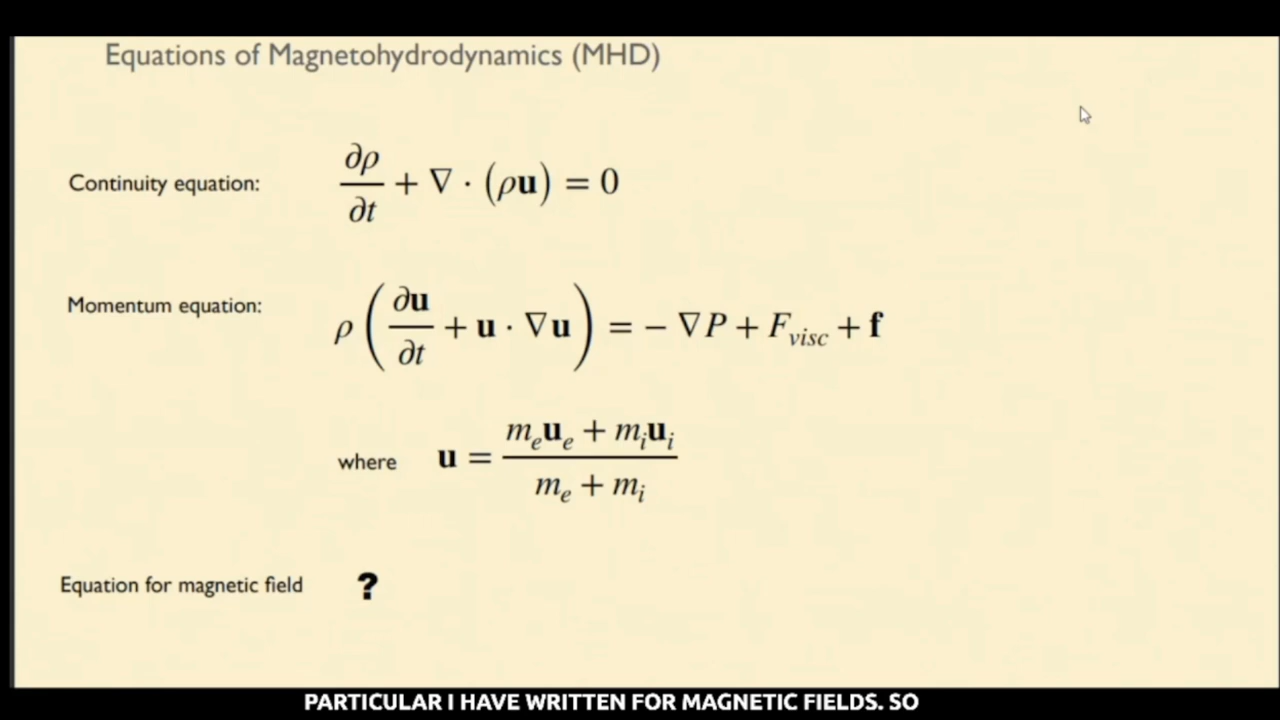 Equations of Magnetohydrodynamics (MHD)
Continuity equation: ∂ρ/∂t + ∇ · (ρu) = 0
Momentum equation: ρ(∂u/∂t + u · ∇u) = − ∇P + F_visc + f
where u = (m_e u_e + m_i u_i)/(m_e + m_i)
Equation for magnetic field ?
PARTICULAR I HAVE WRITTEN FOR MAGNETIC FIELDS. SO